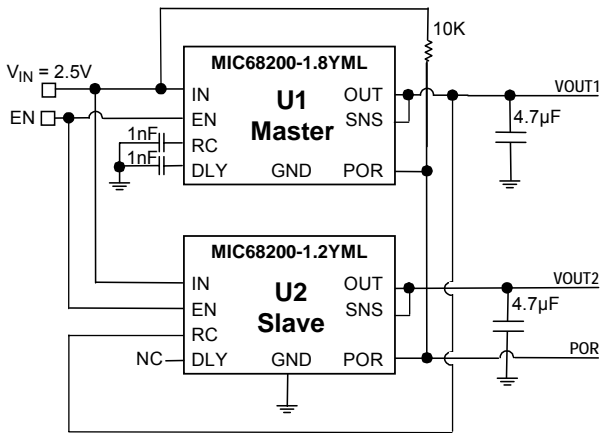 10K
MIC68200-1.8YML
VIN = 2.5V
IN
OUT
VOUT1
U1
EN
EN
SNS
4.7µF
Master
1nF
RC
1nF
DLY
GND
POR
MIC68200-1.2YML
IN
OUT
VOUT2
U2
EN
SNS
4.7µF
Slave
RC
NC
DLY
GND
POR
POR